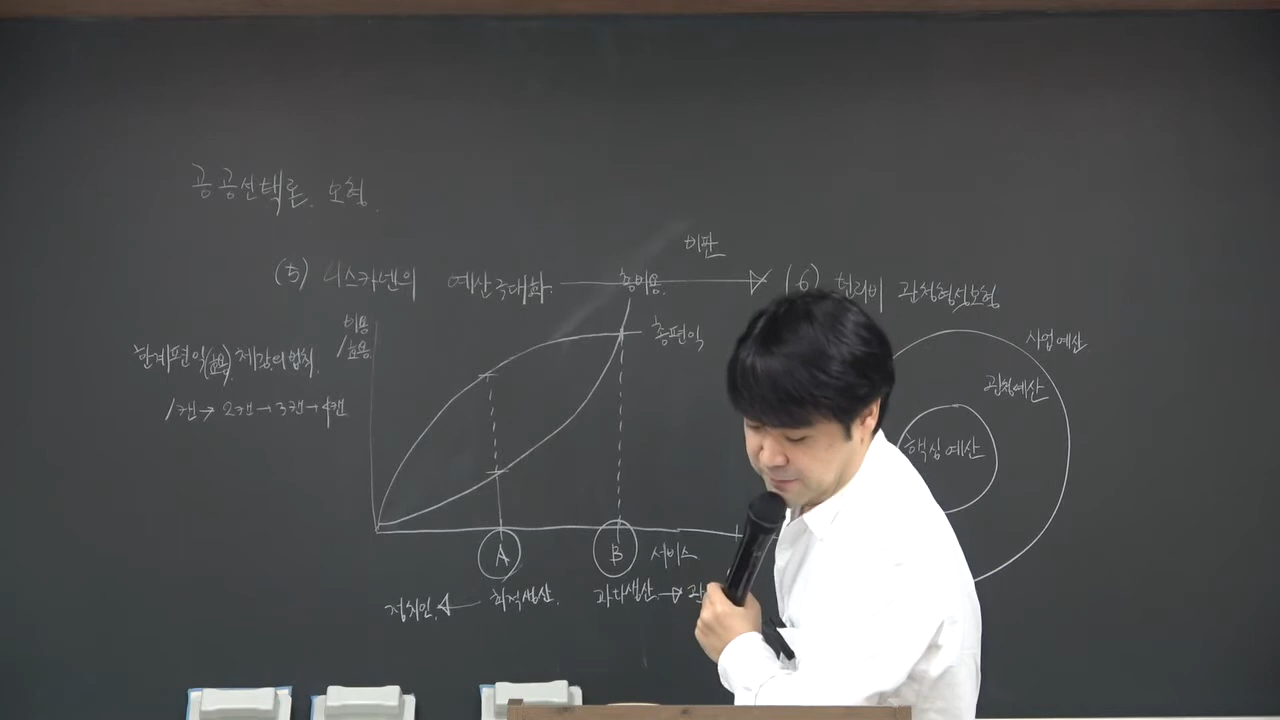 공공선택론. 모형.
비판
(5) 니스카넨의 예산극대화. (6) 던리비 관청형성모형
총비용.
비용
/효용
총편익
한계편익(효용) 체감의 법칙.
1캔→ 2캔→3캔→4캔
사업예산
관청예산
핵심예산
A B 서비스
정치인. 최적생산. 과다생산.